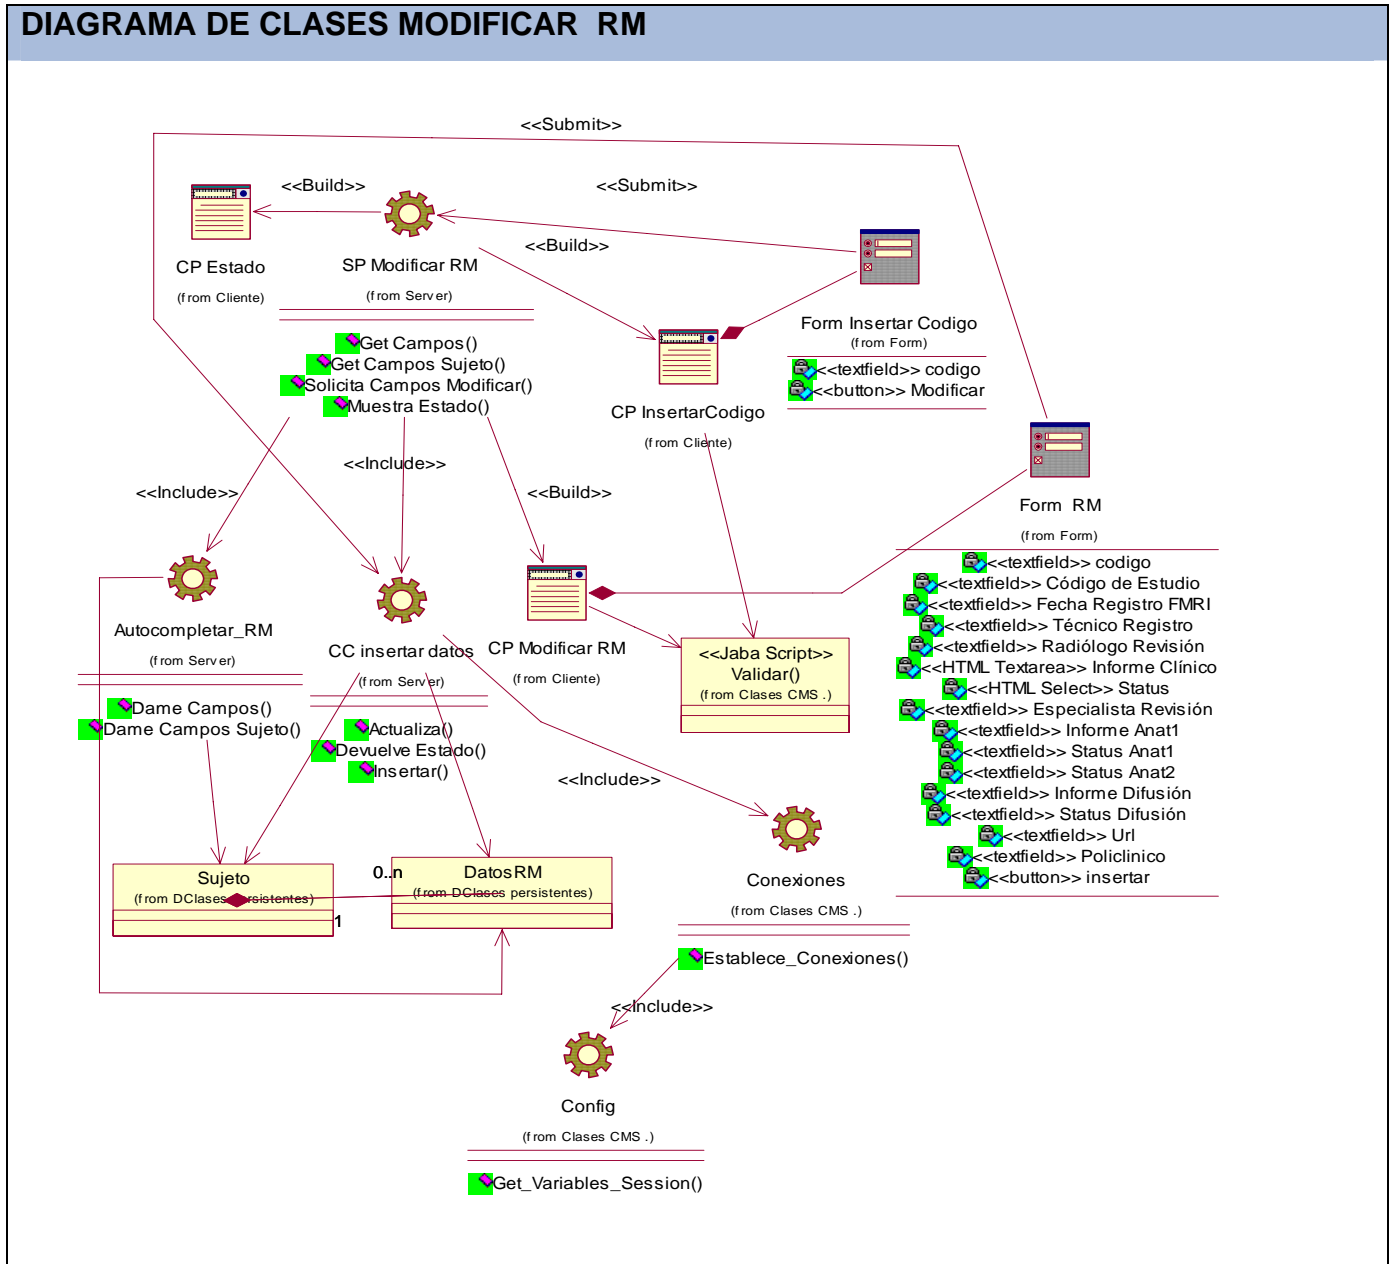 DIAGRAMA DE CLASES MODIFICAR  RM
<<Submit>>
<<Build>>
<<Submit>>
<<Build>>
CP Estado
(from Cliente)
SP Modificar RM
(from Server)
Get Campos()
Get Campos Sujeto()
Solicita Campos Modificar()
Muestra Estado()
Form Insertar Codigo
(from Form)
<<textfield>> codigo
<<button>> Modificar
CP InsertarCodigo
(from Cliente)
<<Include>>
<<Include>>
<<Build>>
Form  RM
(from Form)
<<textfield>> codigo
<<textfield>> Código de Estudio
<<textfield>> Fecha Registro FMRI
<<textfield>> Técnico Registro
<<textfield>> Radiólogo Revisión
<<HTML Textarea>> Informe Clínico
<<HTML Select>> Status
<<textfield>> Especialista Revisión
<<textfield>> Informe Anat1
<<textfield>> Status Anat1
<<textfield>> Status Anat2
<<textfield>> Informe Difusión
<<textfield>> Status Difusión
<<textfield>> Url
<<textfield>> Policlinico
<<button>> insertar
Autocompletar_RM
(from Server)
Dame Campos()
Dame Campos Sujeto()
CC insertar datos
(from Server)
Actualiza()
Devuelve Estado()
Insertar()
CP Modificar RM
(from Cliente)
<<Jaba Script>>
Validar()
(from Clases CMS .)
<<Include>>
Sujeto
(from DClases persistentes)
1
0..n
DatosRM
(from DClases persistentes)
Conexiones
(from Clases CMS .)
Establece_Conexiones()
<<Include>>
Config
(from Clases CMS .)
Get_Variables_Session()